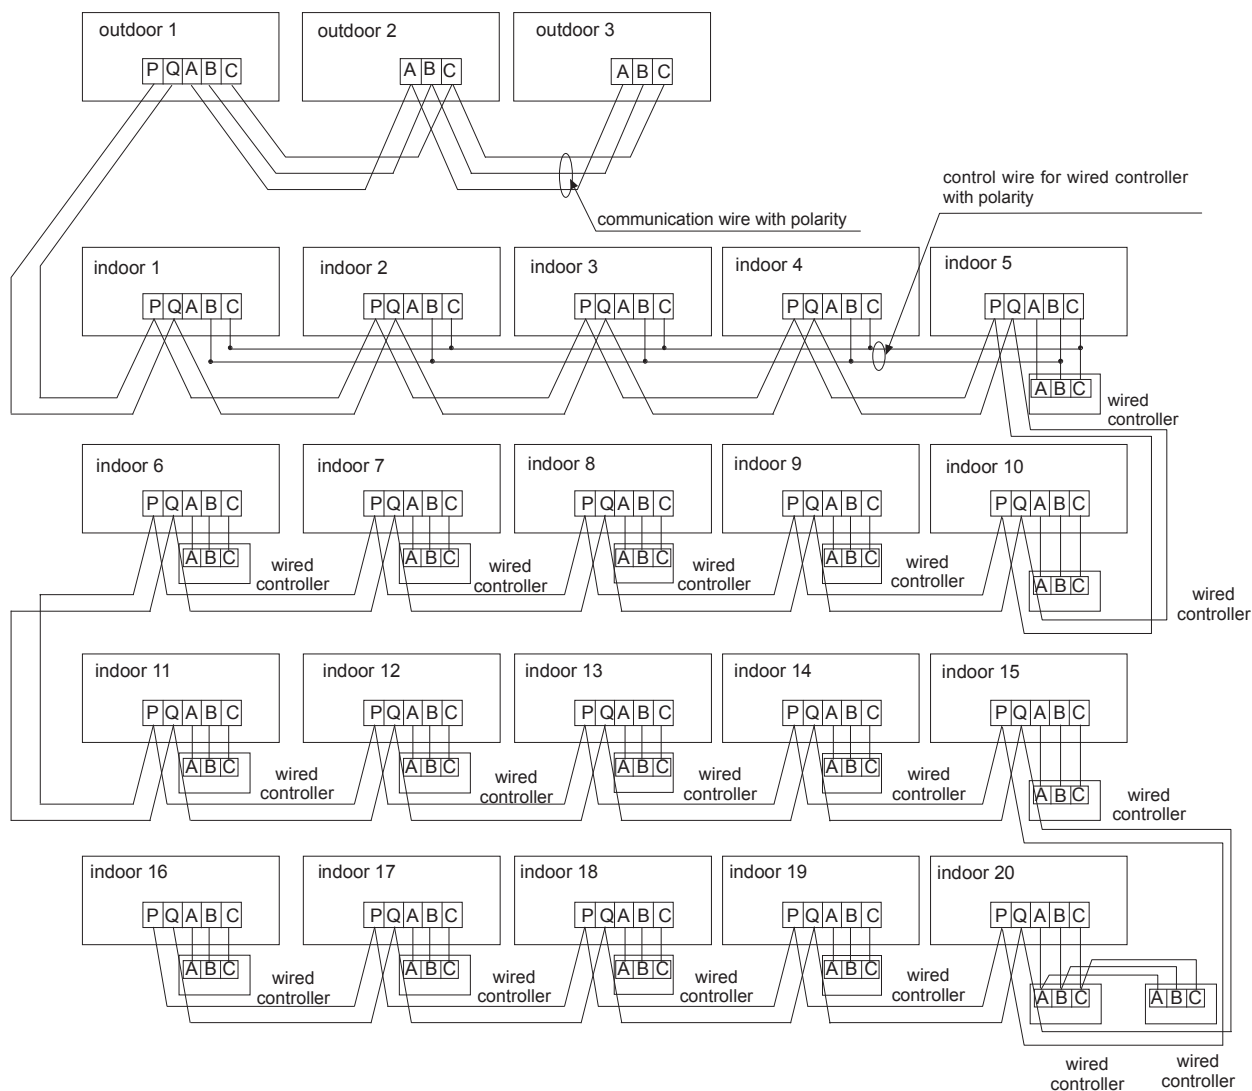 outdoor 1
outdoor 2
outdoor 3
P Q A B C
A B C
A B C
control wire for wired controller
with polarity
communication wire with polarity
indoor 1
indoor 2
indoor 3
indoor 4
indoor 5
P Q A B C
P Q A B C
P Q A B C
P Q A B C
P Q A B C
A B C
wired
controller
indoor 6
indoor 7
indoor 8
indoor 9
indoor 10
P Q A B C
P Q A B C
P Q A B C
P Q A B C
P Q A B C
A B C
wired
controller
A B C
wired
controller
A B C
wired
controller
A B C
wired
controller
A B C
wired
controller
indoor 11
indoor 12
indoor 13
indoor 14
indoor 15
P Q A B C
P Q A B C
P Q A B C
P Q A B C
P Q A B C
A B C
wired
controller
A B C
wired
controller
A B C
wired
controller
A B C
wired
controller
A B C
wired
controller
indoor 16
indoor 17
indoor 18
indoor 19
indoor 20
P Q A B C
P Q A B C
P Q A B C
P Q A B C
P Q A B C
A B C
wired
controller
A B C
wired
controller
A B C
wired
controller
A B C
wired
controller
A B C
A B C
wired
controller
wired
controller